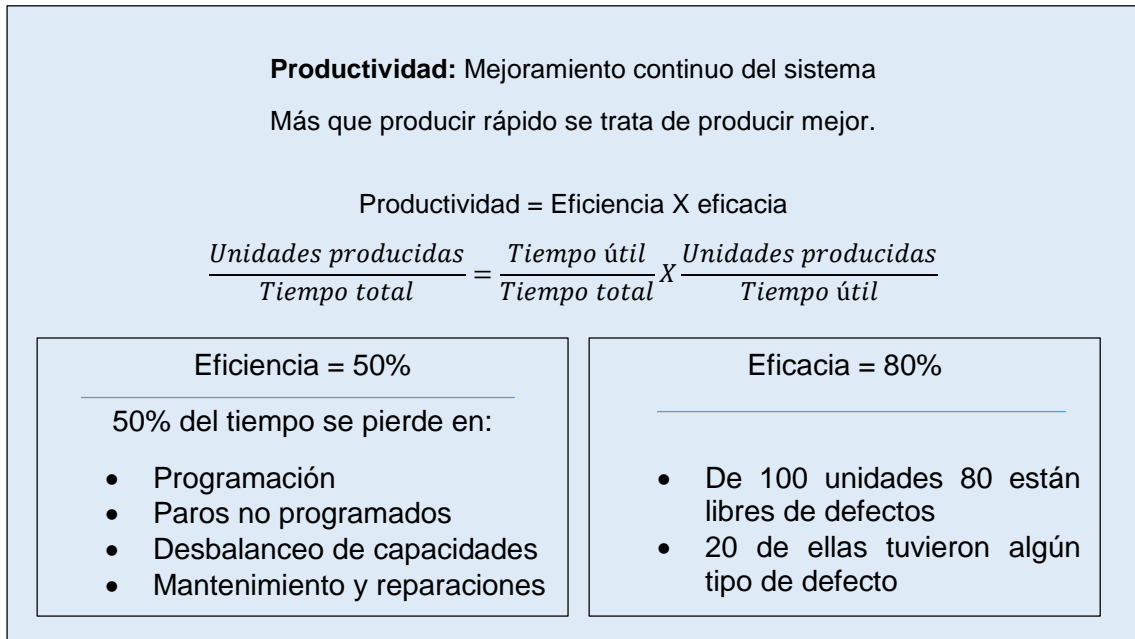 Productividad: Mejoramiento continuo del sistema
Más que producir rápido se trata de producir mejor.
Productividad = Eficiencia X eficacia
Unidades producidas / Tiempo total = Tiempo útil / Tiempo total X Unidades producidas / Tiempo útil
Eficiencia = 50%
50% del tiempo se pierde en:
• Programación
• Paros no programados
• Desbalanceo de capacidades
• Mantenimiento y reparaciones
Eficacia = 80%
• De 100 unidades 80 están
libres de defectos
• 20 de ellas tuvieron algún
tipo de defecto